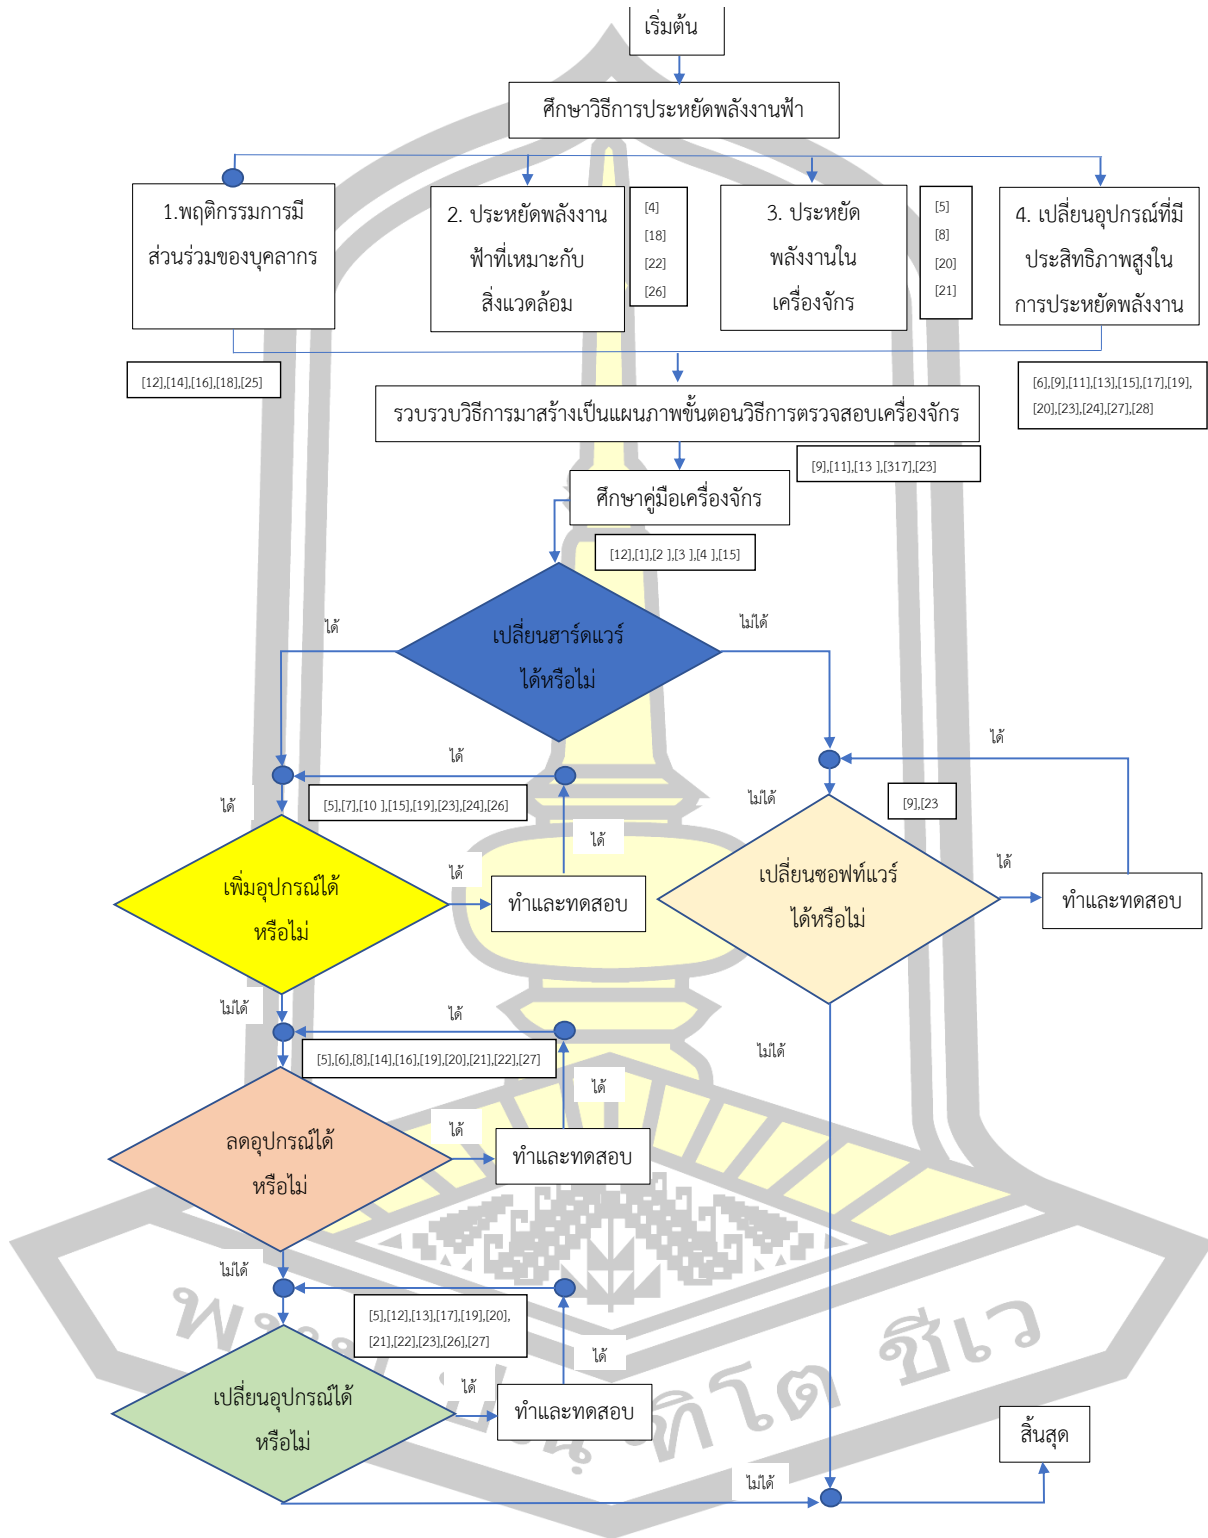 เริ่มต้น
ศึกษาวิธีการประหยัดพลังงานฟ้า
1.พฤติกรรมการมี
ส่วนร่วมของบุคลากร
2. ประหยัดพลังงาน
ฟ้าที่เหมาะกับ
สิ่งแวดล้อม
[4]
[18]
[22]
[26]
3. ประหยัด
พลังงานใน
เครื่องจักร
[5]
[8]
[20]
[21]
4. เปลี่ยนอุปกรณ์ที่มี
ประสิทธิภาพสูงใน
การประหยัดพลังงาน
[12],[14],[16],[18],[25]
[6],[9],[11],[13],[15],[17],[19],
[20],[23],[24],[27],[28]
รวบรวบวิธีการมาสร้างเป็นแผนภาพขั้นตอนวิธีการตรวจสอบเครื่องจักร
[9],[11],[13 ],[317],[23]
ศึกษาคู่มือเครื่องจักร
[12],[1],[2 ],[3 ],[4 ],[15]
ได้
เปลี่ยนฮาร์ดแวร์
ได้หรือไม่
ไม่ได้
ได้
ได้
[5],[7],[10 ],[15],[19],[23],[24],[26]
ได้
ไม่ได้
[9],[23
ได้
เพิ่มอุปกรณ์ได้
หรือไม่
ได้
ทำและทดสอบ
เปลี่ยนซอฟท์แวร์
ได้หรือไม่
ได้
ทำและทดสอบ
ไม่ได้
ได้
[5],[6],[8],[14],[16],[19],[20],[21],[22],[27]
ไม่ได้
ได้
ลดอุปกรณ์ได้
หรือไม่
ได้
ทำและทดสอบ
ไม่ได้
ได้
[5],[12],[13],[17],[19],[20],
[21],[22],[23],[26],[27]
ได้
เปลี่ยนอุปกรณ์ได้
หรือไม่
ได้
ทำและทดสอบ
สิ้นสุด
ไม่ได้
ทิโต ชีเว